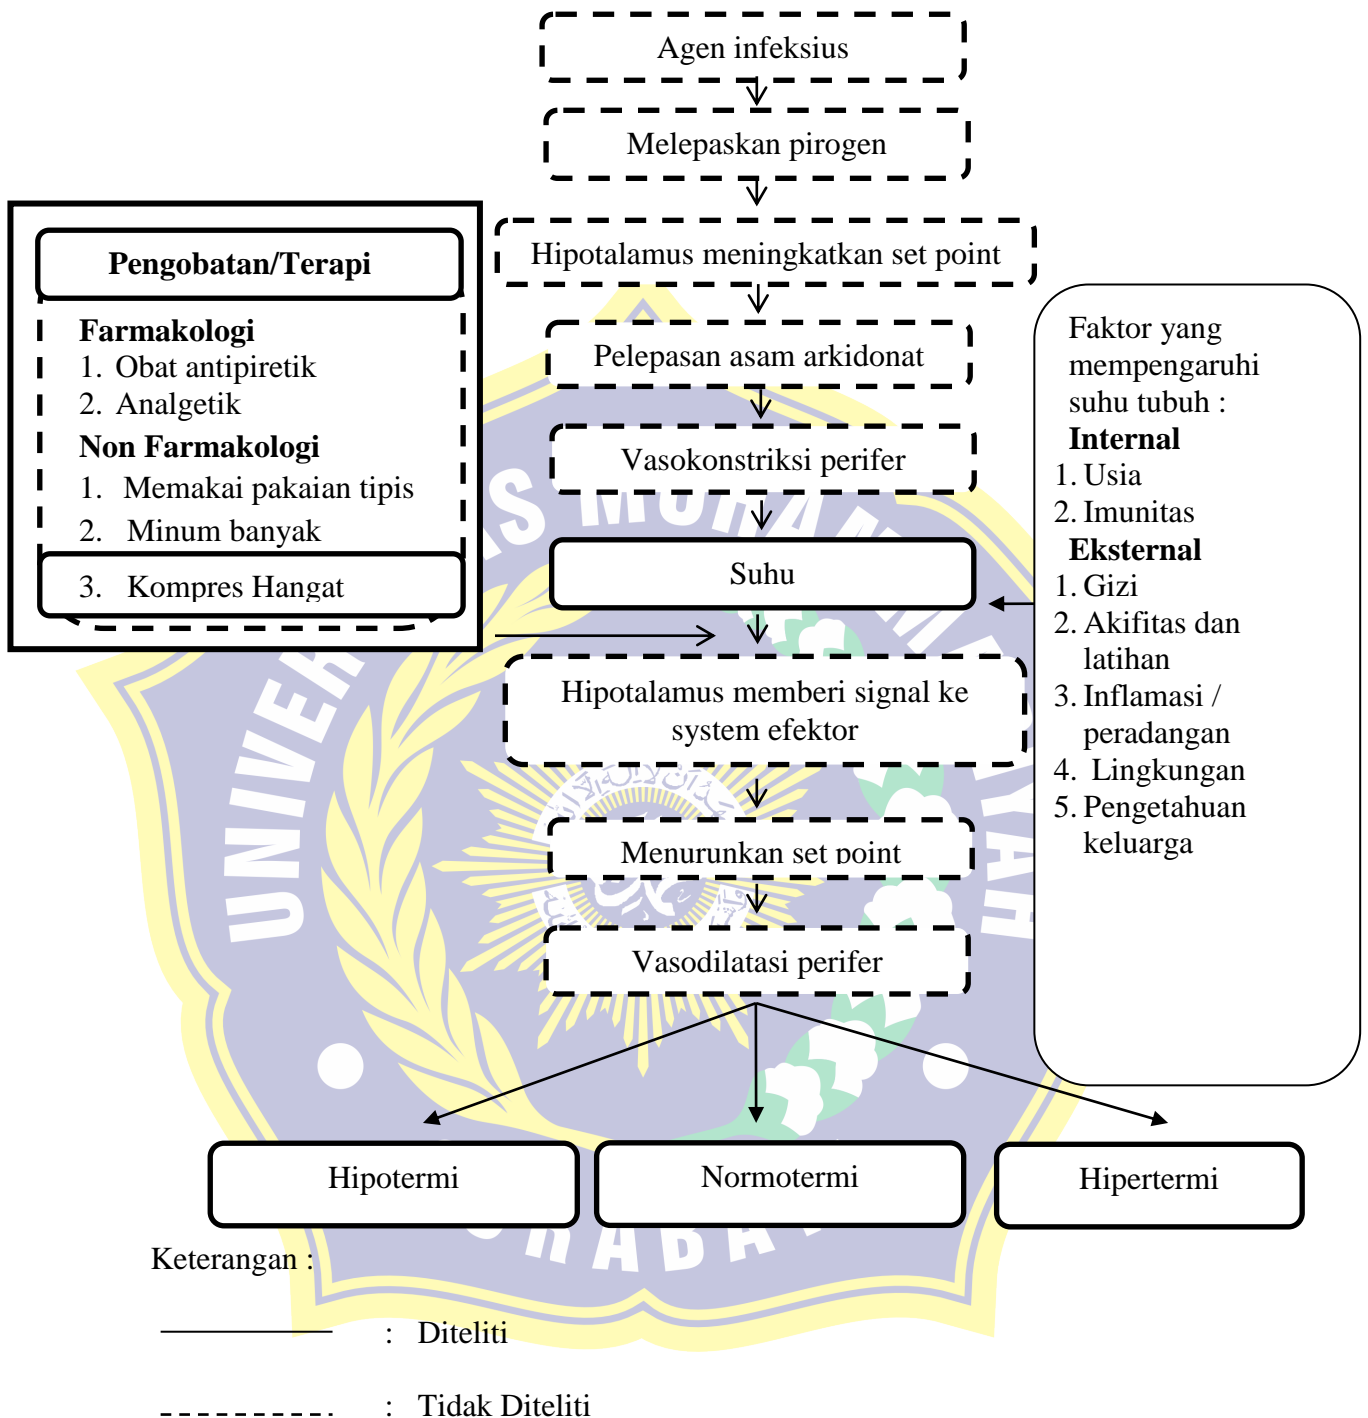 Agen infeksius
Melepaskan pirogen
Hipotalamus meningkatkan set point
Pelepasan asam arkidonat
Vasokonstriksi perifer
Suhu
Hipotalamus memberi signal ke
system efektor
Menurunkan set point
Vasodilatasi perifer
Hipotermi
Normotermi
Hipertermi
Pengobatan/Terapi
Farmakologi
1. Obat antipiretik
2. Analgetik
Non Farmakologi
1. Memakai pakaian tipis
2. Minum banyak
3. Kompres Hangat
Faktor yang
mempengaruhi
suhu tubuh :
Internal
1. Usia
2. Imunitas
Eksternal
1. Gizi
2. Akifitas dan
latihan
3. Inflamasi /
peradangan
4. Lingkungan
5. Pengetahuan
keluarga
Keterangan :
: Diteliti
: Tidak Diteliti